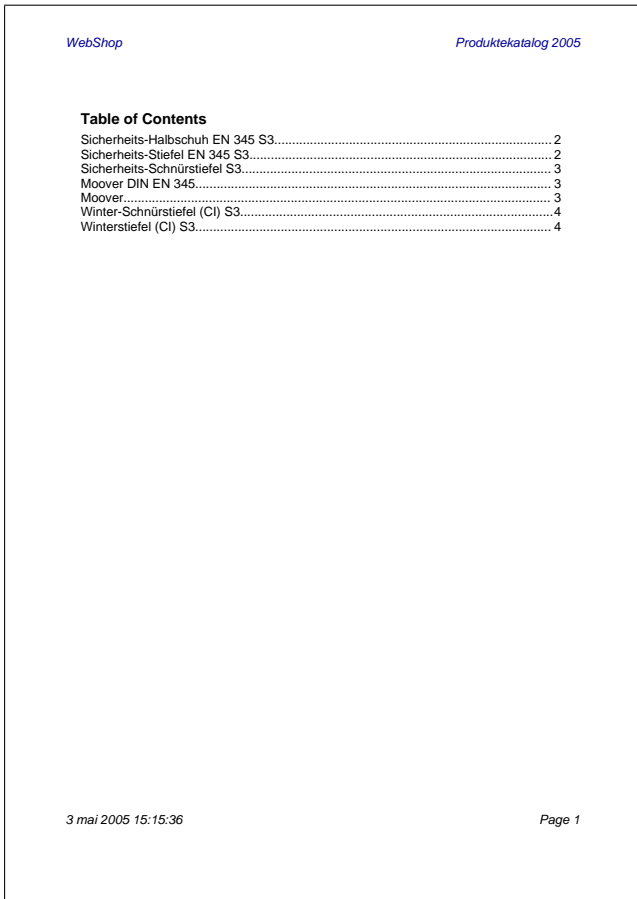 WebShop Produktekatalog 2005
Table of Contents
Sicherheits-Halbschuh EN 345 S3............................................................................. 2
Sicherheits-Stiefel EN 345 S3.................................................................................... 2
Sicherheits-Schnürstiefel S3...................................................................................... 3
Moover DIN EN 345................................................................................................... 3
Moover....................................................................................................................... 3
Winter-Schnürstiefel (CI) S3.......................................................................................4
Winterstiefel (CI) S3................................................................................................... 4
3 mai 2005 15:15:36 Page 1